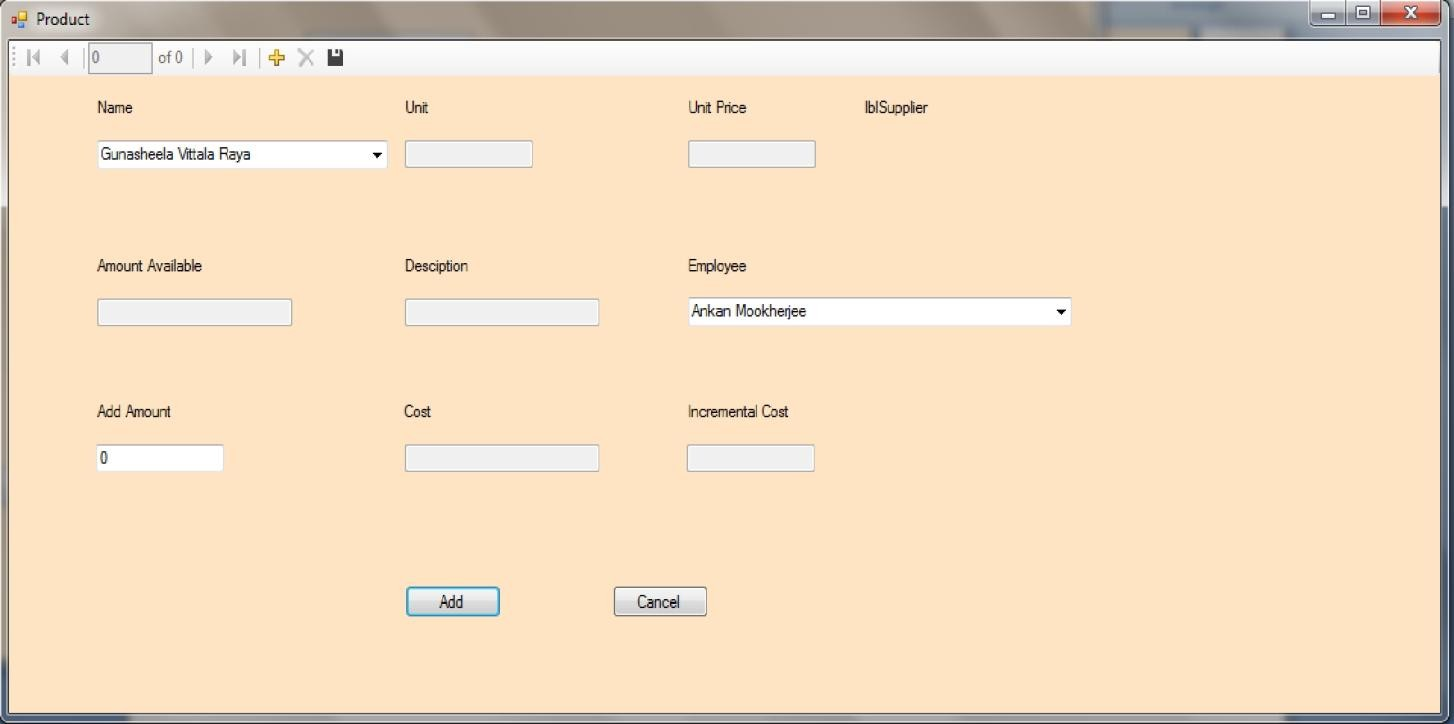 Product
0 of 0
Name Unit Unit Price lblSupplier
Gunasheela Vittala Raya
Amount Available Desciption Employee
Ankan Mookherjee
Add Amount Cost Incremental Cost
0
Add Cancel